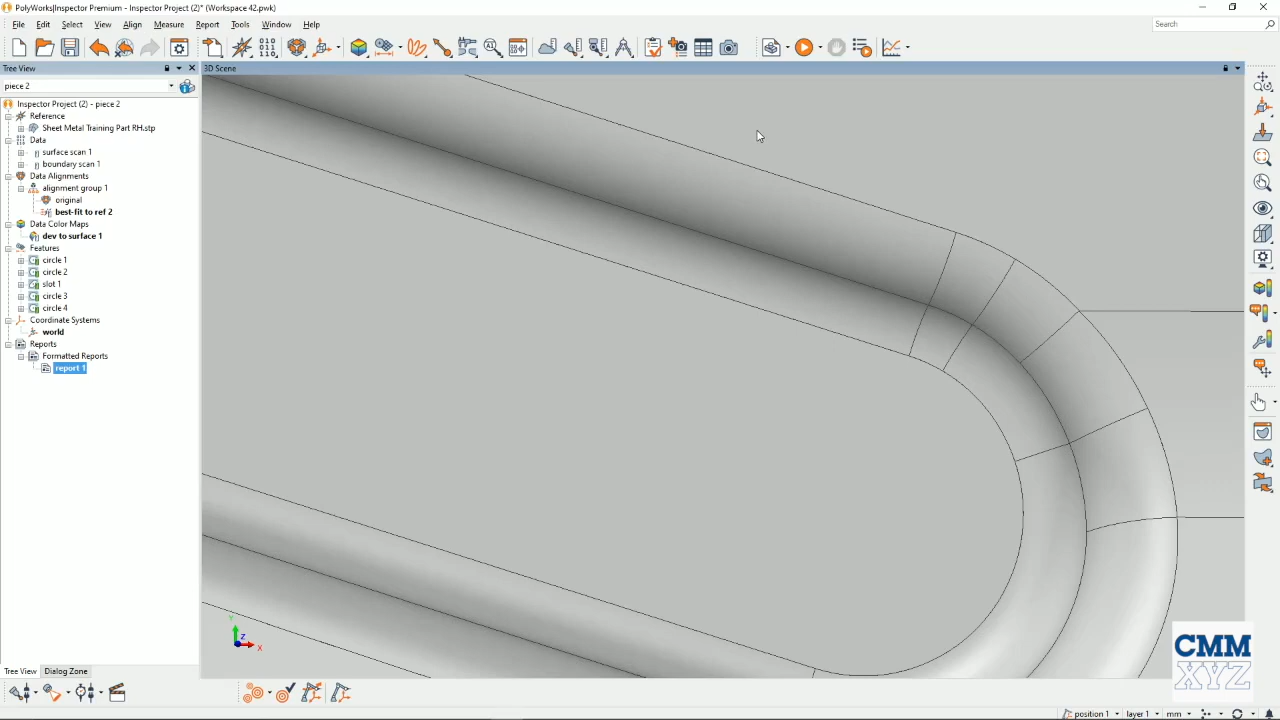 PolyWorks|Inspector Premium - Inspector Project (2)* (Workspace 42.pwk)
File Edit Select View Align Measure Report Tools Window Help
Search
Tree View
3D Scene
piece 2
Inspector Project (2) - piece 2
Reference
Sheet Metal Training Part RH.stp
Data
surface scan 1
boundary scan 1
Data Alignments
alignment group 1
original
best-fit to ref 2
Data Color Maps
dev to surface 1
Features
circle 1
circle 2
slot 1
circle 3
circle 4
Coordinate Systems
world
Reports
Formatted Reports
report 1
Y
Z
X
CMM
XYZ
Tree View Dialog Zone
position 1 layer 1 mm